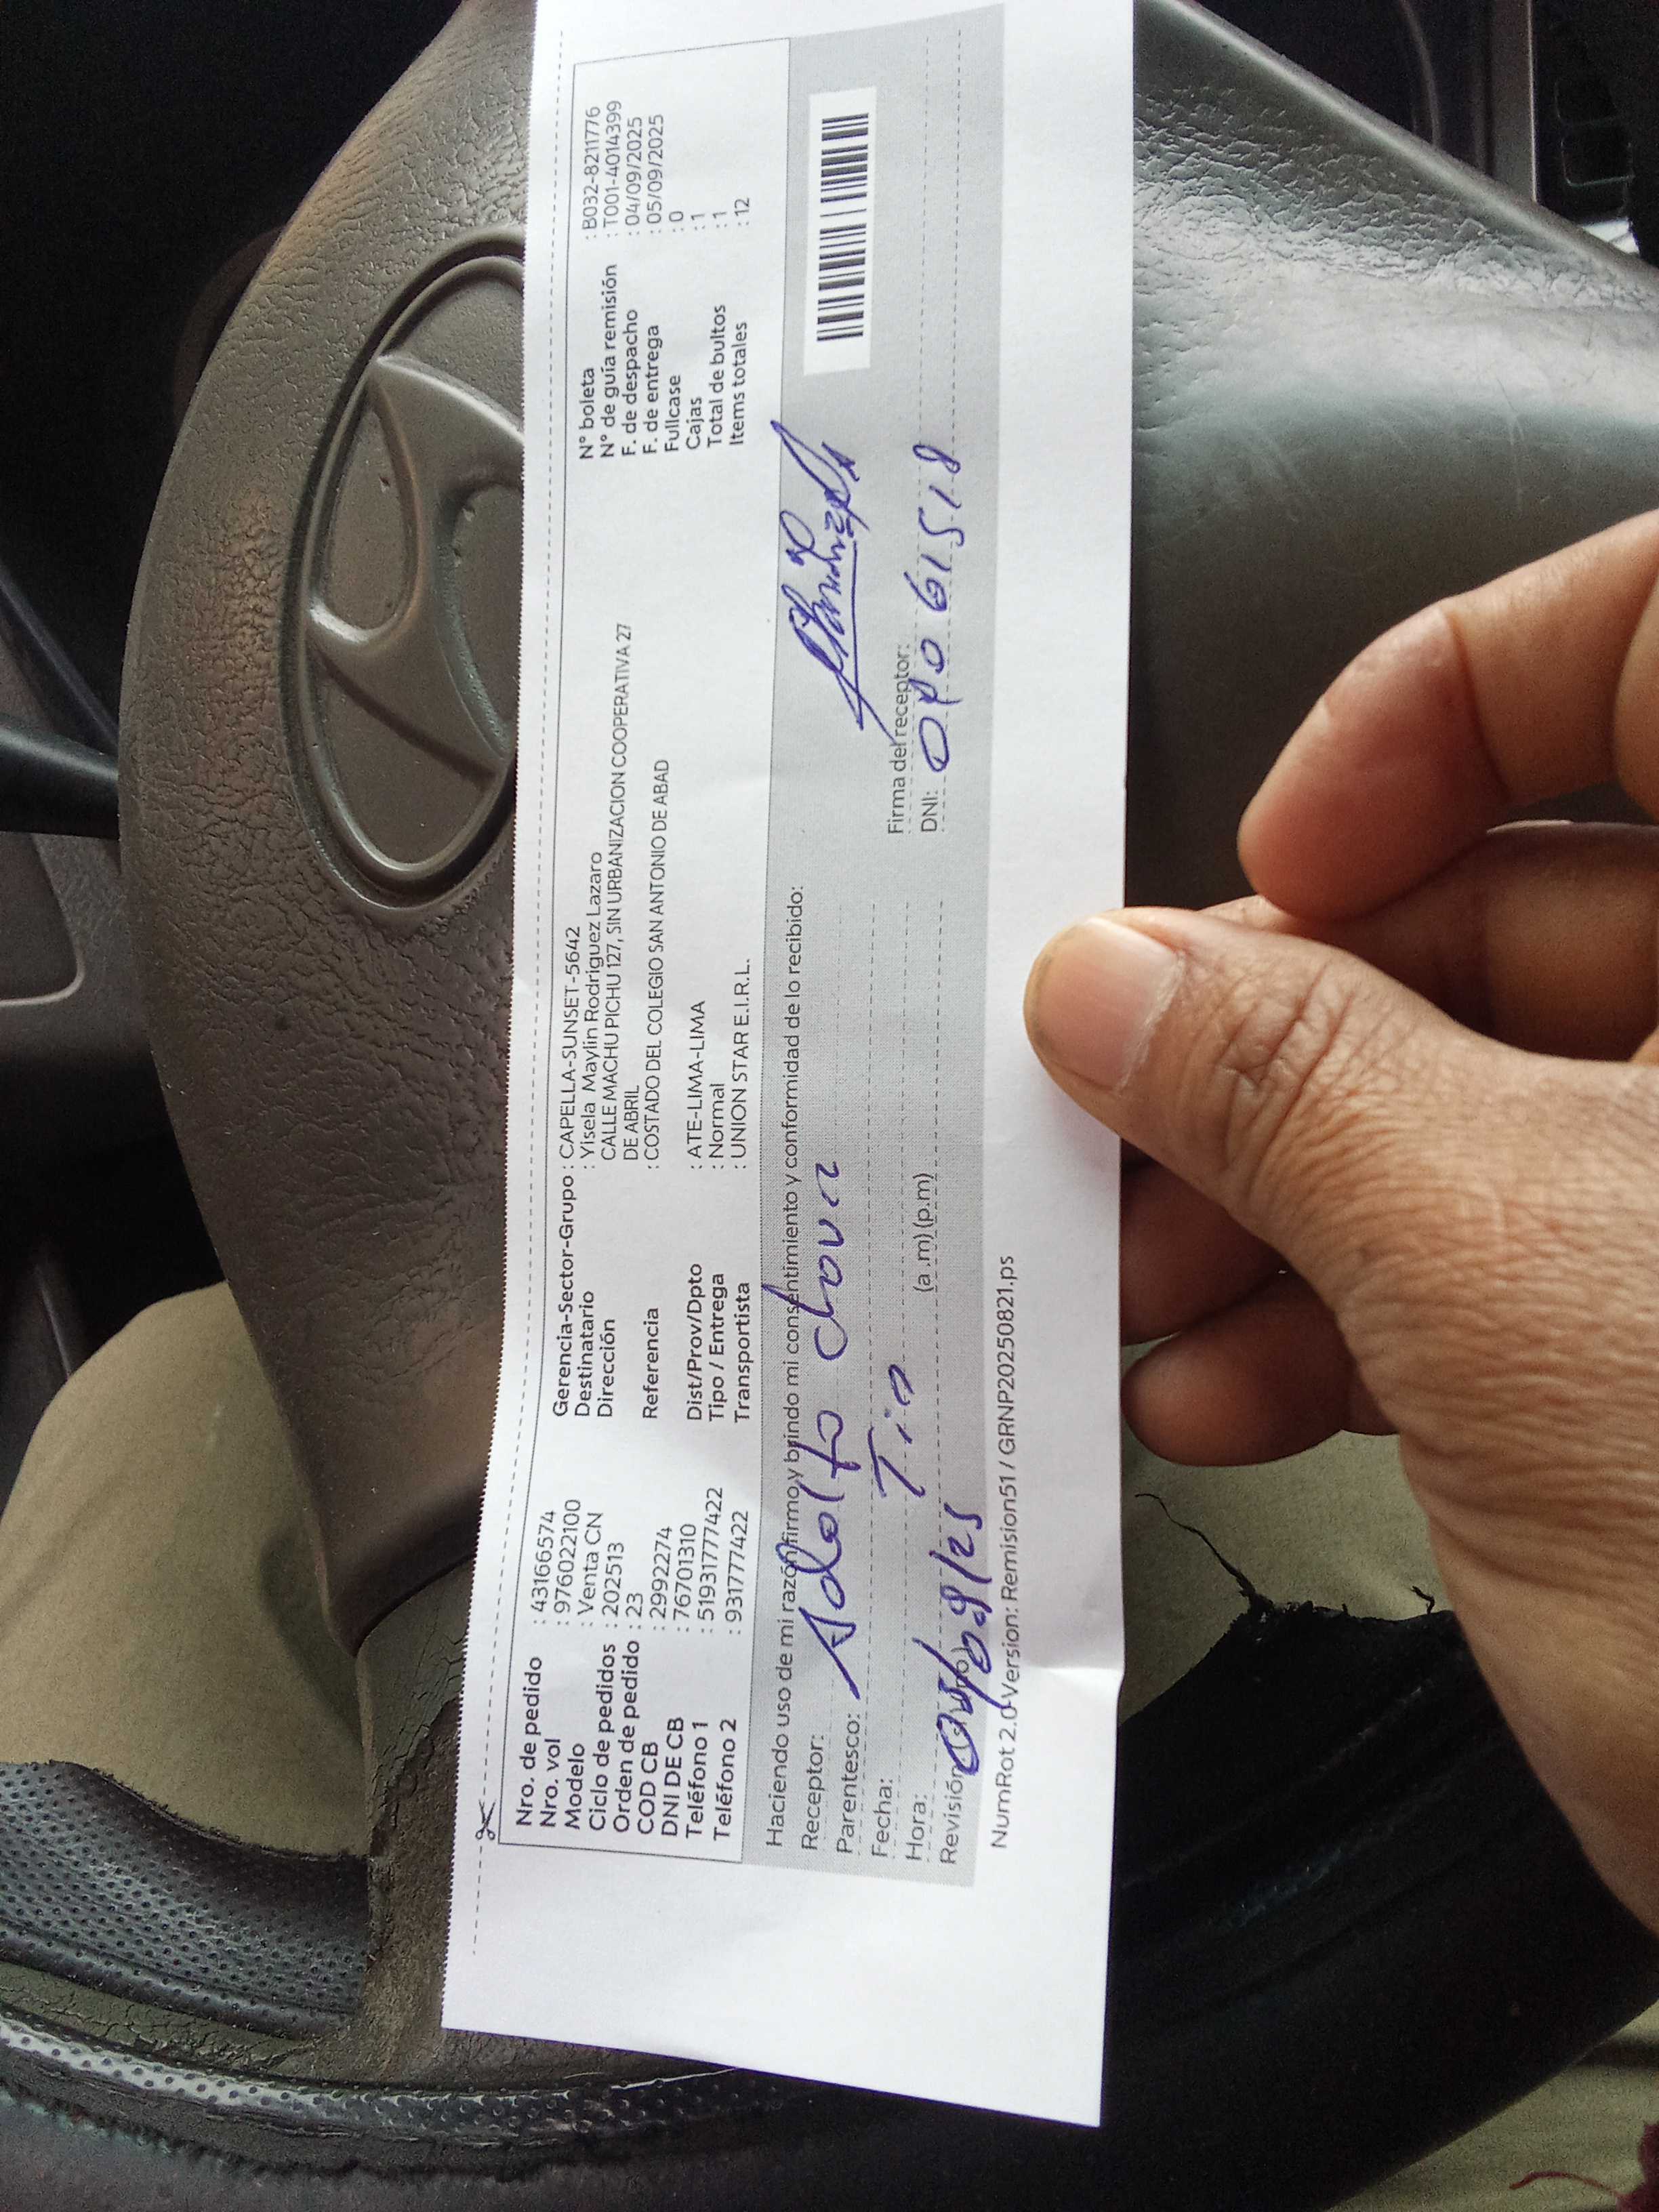 Nro. de pedido : 43166574
Nro. vol : 976022100
Modelo : Venta CN
Ciclo de pedidos : 202513
Orden de pedido : 23
COD CB : 2992274
DNI DE CB : 76701310
Teléfono 1 : 51931777422
Teléfono 2 : 931777422
Gerencia-Sector-Grupo : CAPELLA-SUNSET-5642
Destinatario : Yisela Maylin Rodriguez Lazaro
Dirección CALLE MACHU PICHU 127, SIN URBANIZACION COOPERATIVA 27
DE ABRIL
Referencia : COSTADO DEL COLEGIO SAN ANTONIO DE ABAD
Dist/Prov/Dpto : ATE-LIMA-LIMA
Tipo / Entrega : Normal
Transportista : UNION STAR E.I.R.L.
N° boleta : B032-8211776
N° de guía remisión : T001-4014399
F. de despacho : 04/09/2025
F. de entrega : 05/09/2025
Fullcase : 0
Cajas : 1
Total de bultos : 1
Items totales : 12
Haciendo uso de mi razón firmo y brindo mi consentimiento y conformidad de lo recibido:
Receptor: Adolfo
Parentesco: Tio
Fecha:
Hora: (a.m) (p.m)
Revisión
Firma del receptor:
DNI:
NumRot 2.0-Version: Remision51 / GRNP20250821.ps